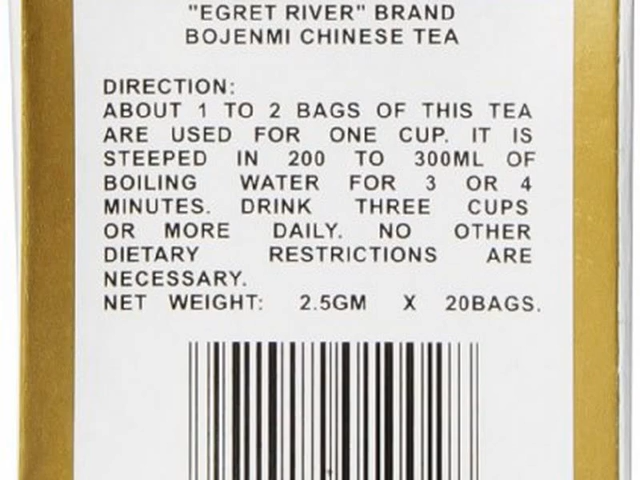 "EGRET RIVER" BRAND
BOJENMI CHINESE TEA
DIRECTION:
ABOUT 1 TO 2 BAGS OF THIS TEA
ARE USED FOR ONE CUP. IT IS
STEEPED IN 200 TO 300ML OF
BOILING WATER FOR 3 OR 4
MINUTES. DRINK THREE CUPS
OR MORE DAILY. NO OTHER
DIETARY RESTRICTIONS ARE
NECESSARY.
NET WEIGHT: 2.5GM X 20BAGS.